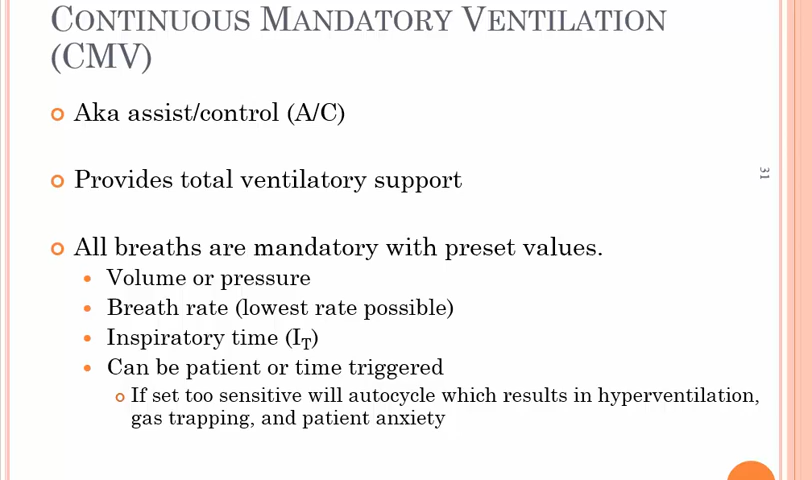 CONTINUOUS MANDATORY VENTILATION
(CMV)
Aka assist/control (A/C)
Provides total ventilatory support
31
All breaths are mandatory with preset values.
Volume or pressure
Breath rate (lowest rate possible)
Inspiratory time (IT)
Can be patient or time triggered
If set too sensitive will autocycle which results in hyperventilation,
gas trapping, and patient anxiety